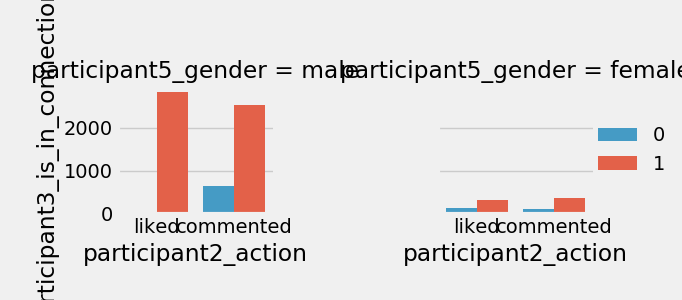 participant5_gender = male
participant5_gender = female
participant3_is_in_connection
2000
1000
0
liked
commented
participant2_action
liked
commented
participant2_action
0
1